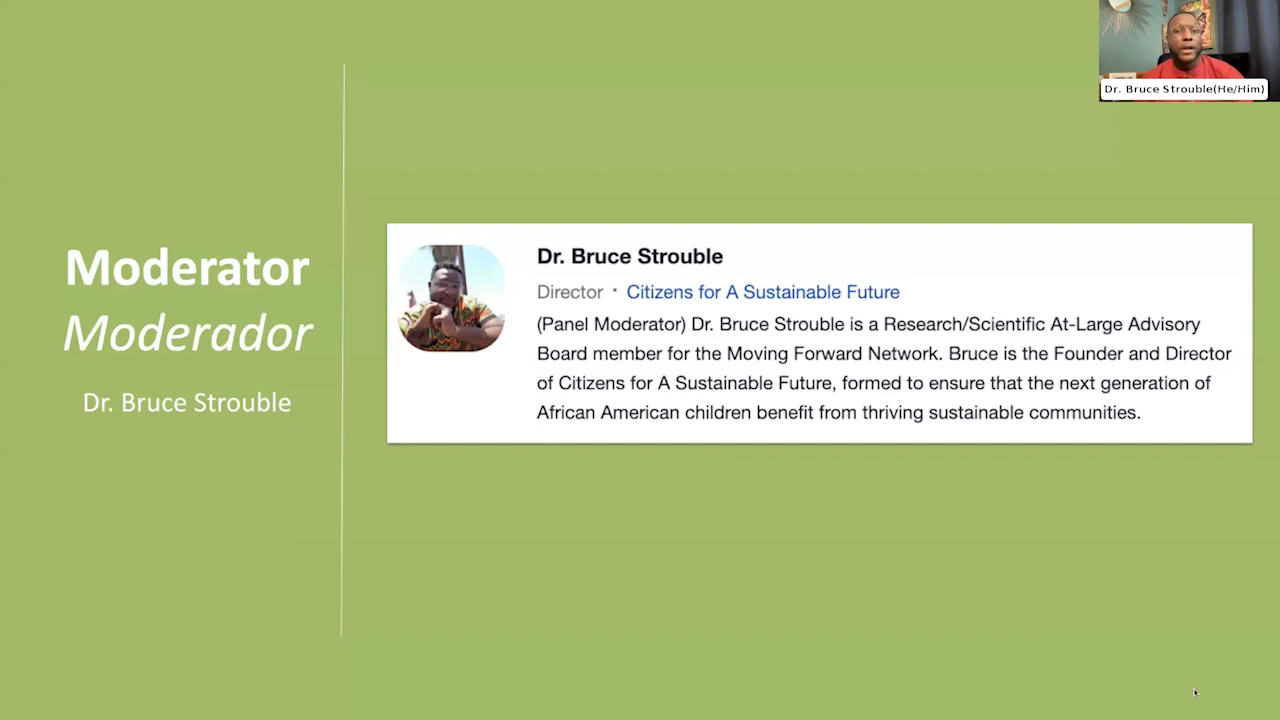 Dr. Bruce Strouble(He/Him)
Moderator
Moderador
Dr. Bruce Strouble
Dr. Bruce Strouble
Director · Citizens for A Sustainable Future
(Panel Moderator) Dr. Bruce Strouble is a Research/Scientific At-Large Advisory
Board member for the Moving Forward Network. Bruce is the Founder and Director
of Citizens for A Sustainable Future, formed to ensure that the next generation of
African American children benefit from thriving sustainable communities.